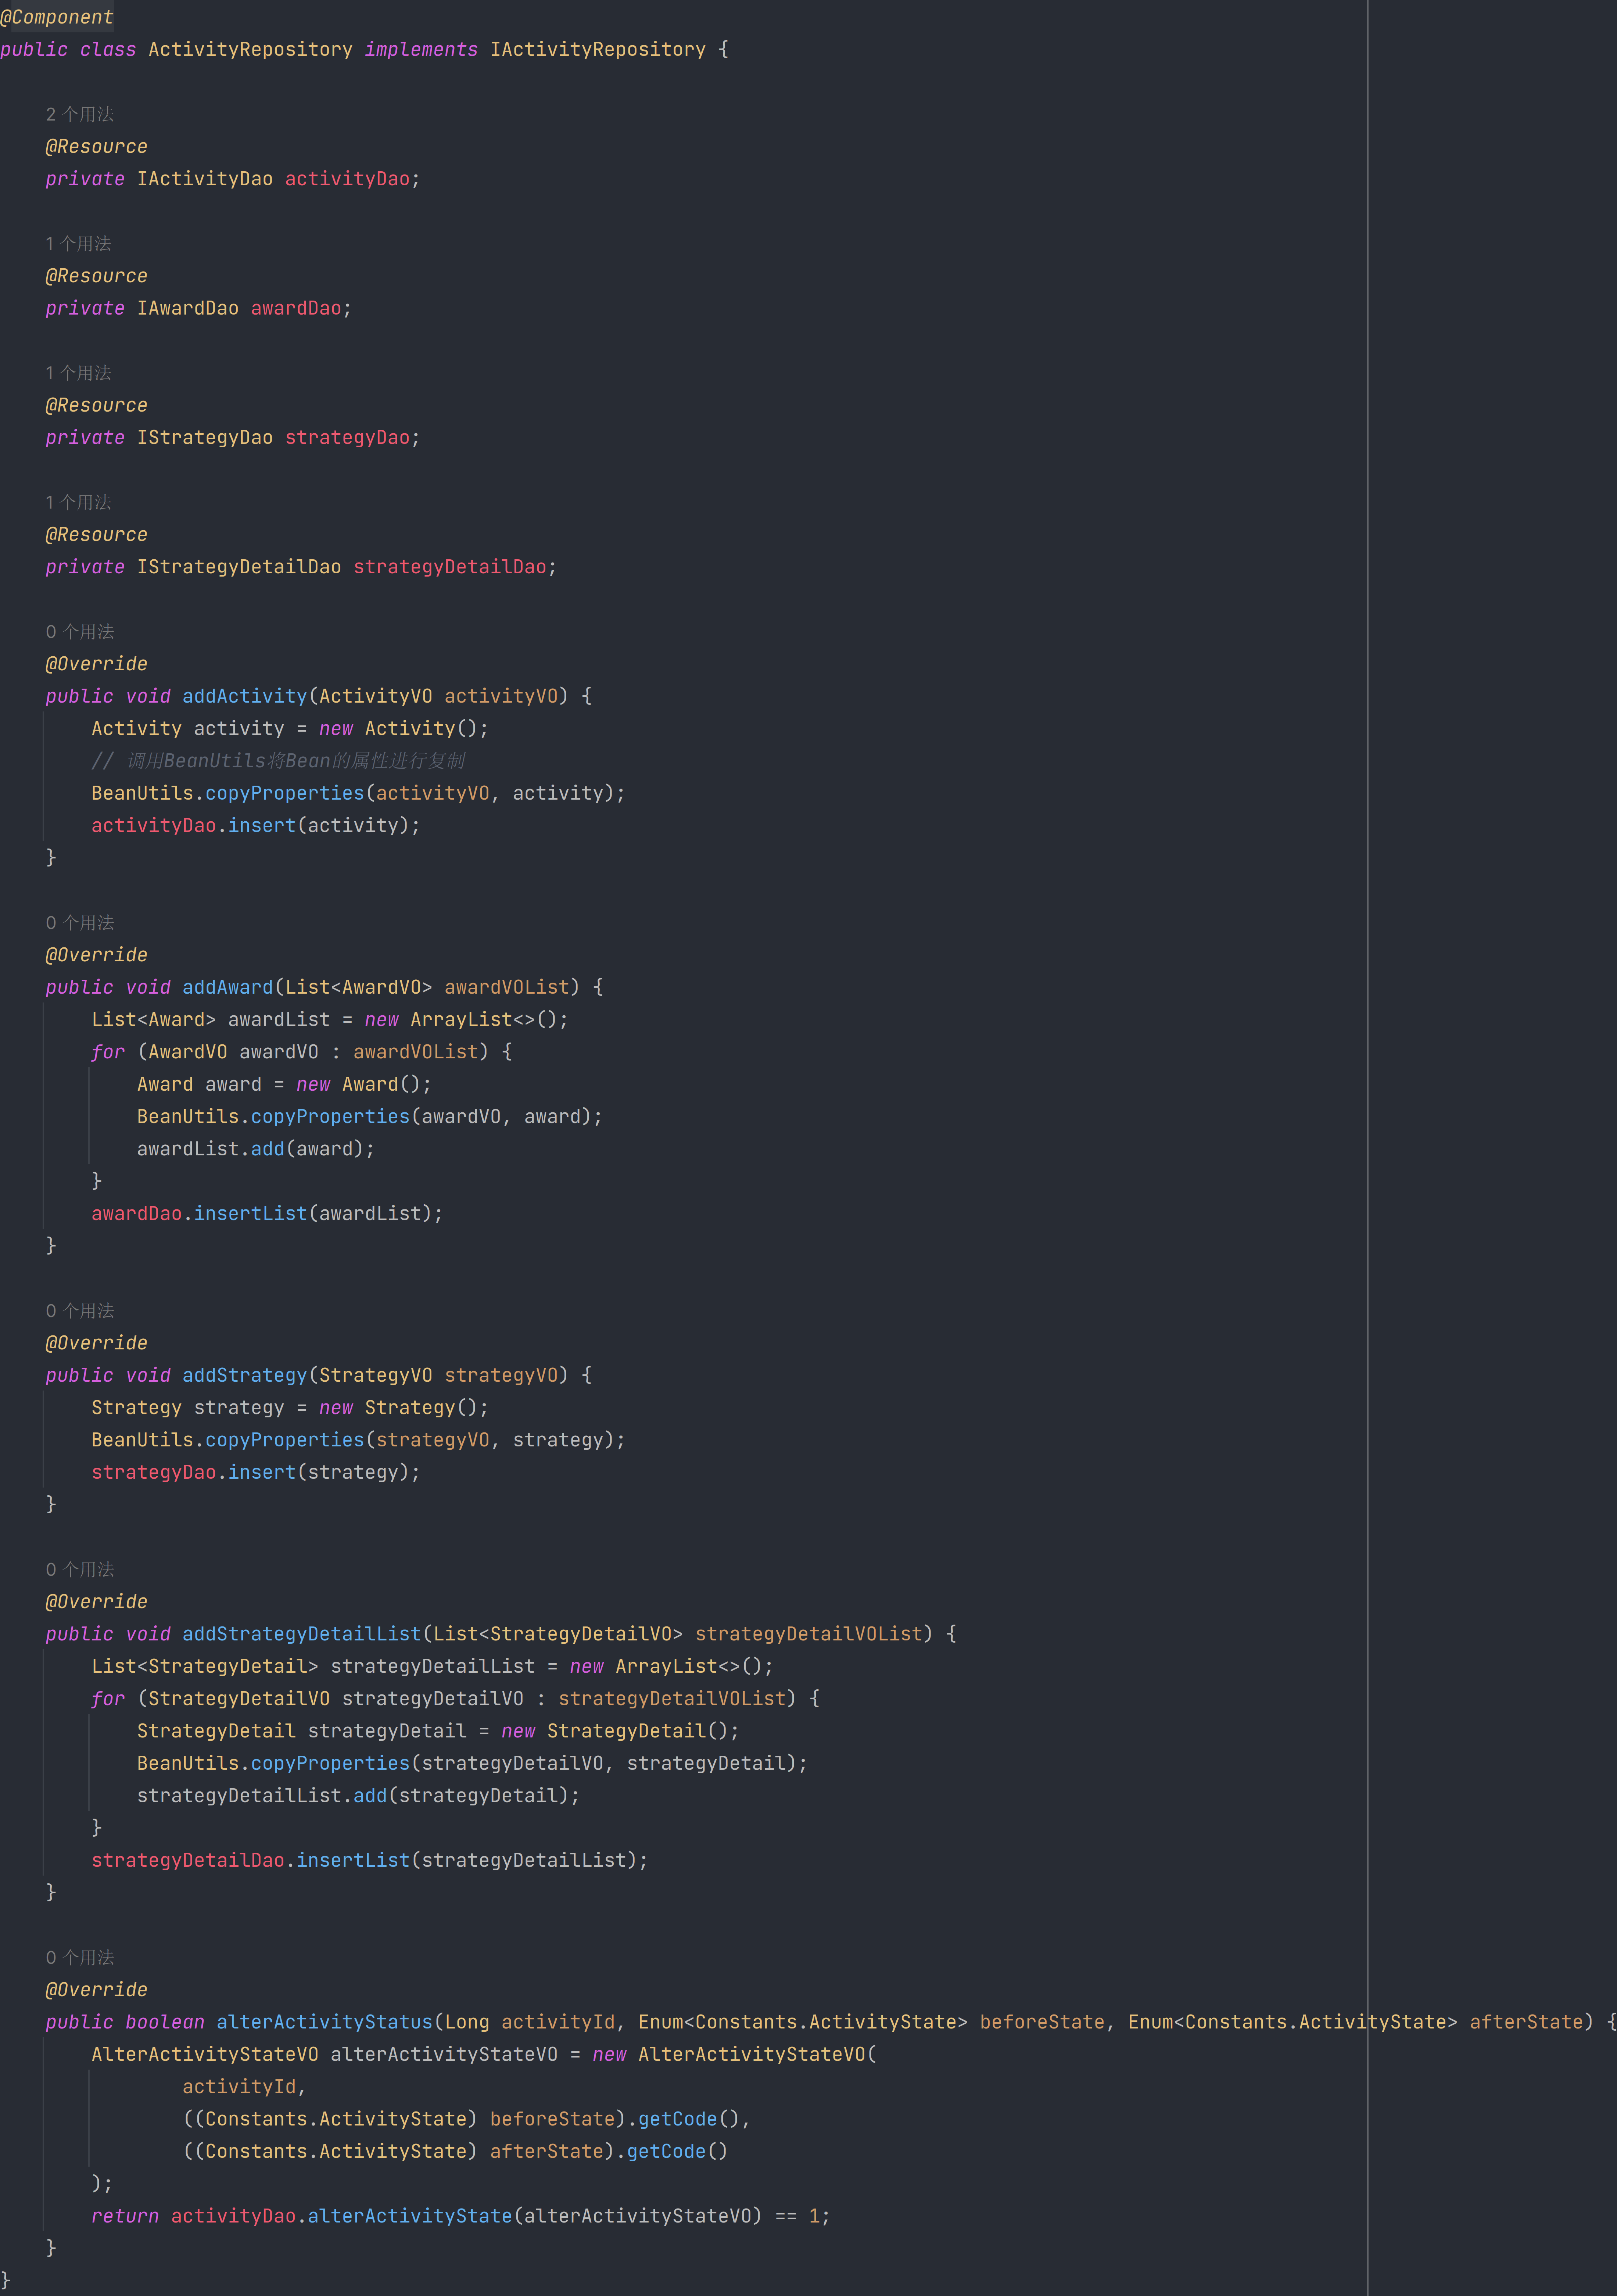 @Component
public class ActivityRepository implements IActivityRepository {
2 个用法
@Resource
private IActivityDao activityDao;
1 个用法
@Resource
private IAwardDao awardDao;
1 个用法
@Resource
private IStrategyDao strategyDao;
1 个用法
@Resource
private IStrategyDetailDao strategyDetailDao;
0 个用法
@Override
public void addActivity(ActivityVO activityVO) {
Activity activity = new Activity();
// 调用BeanUtils将Bean的属性进行复制
BeanUtils.copyProperties(activityVO, activity);
activityDao.insert(activity);
}
0 个用法
@Override
public void addAward(List<AwardVO> awardVOList) {
List<Award> awardList = new ArrayList<>();
for (AwardVO awardVO : awardVOList) {
Award award = new Award();
BeanUtils.copyProperties(awardVO, award);
awardList.add(award);
}
awardDao.insertList(awardList);
}
0 个用法
@Override
public void addStrategy(StrategyVO strategyVO) {
Strategy strategy = new Strategy();
BeanUtils.copyProperties(strategyVO, strategy);
strategyDao.insert(strategy);
}
0 个用法
@Override
public void addStrategyDetailList(List<StrategyDetailVO> strategyDetailVOList) {
List<StrategyDetail> strategyDetailList = new ArrayList<>();
for (StrategyDetailVO strategyDetailVO : strategyDetailVOList) {
StrategyDetail strategyDetail = new StrategyDetail();
BeanUtils.copyProperties(strategyDetailVO, strategyDetail);
strategyDetailList.add(strategyDetail);
}
strategyDetailDao.insertList(strategyDetailList);
}
0 个用法
@Override
public boolean alterActivityStatus(Long activityId, Enum<Constants.ActivityState> beforeState, Enum<Constants.ActivityState> afterState) {
AlterActivityStateVO alterActivityStateVO = new AlterActivityStateVO(
activityId,
((Constants.ActivityState) beforeState).getCode(),
((Constants.ActivityState) afterState).getCode()
);
return activityDao.alterActivityState(alterActivityStateVO) == 1;
}
}